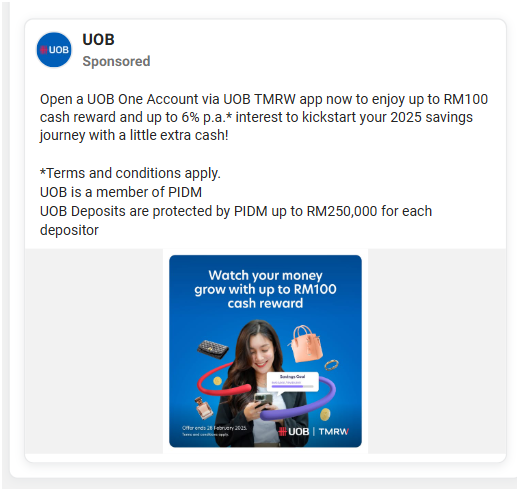 UOB
UOB
Sponsored
Open a UOB One Account via UOB TMRW app now to enjoy up to RM100
cash reward and up to 6% p.a.* interest to kickstart your 2025 savings
journey with a little extra cash!
*Terms and conditions apply.
UOB is a member of PIDM
UOB Deposits are protected by PIDM up to RM250,000 for each
depositor
Watch your money
grow with up to RM100
cash reward
Savings Goal
Offer ends 28 February 2025.
Terms and conditions apply.
UOB | TMRW